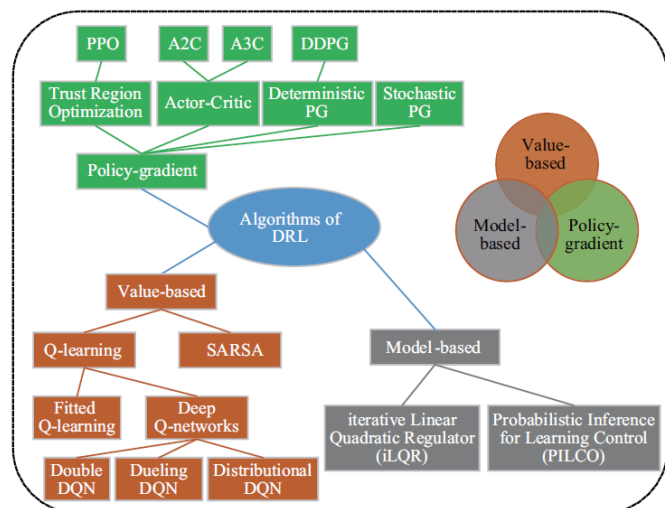 PPO
A2C
A3C
DDPG
Trust Region
Optimization
Actor-Critic
Deterministic
PG
Stochastic
PG
Policy-gradient
Algorithms of
DRL
Value-
based
Model-
based
Policy-
gradient
Value-based
Q-learning
SARSA
Model-based
Fitted
Q-learning
Deep
Q-networks
iterative Linear
Quadratic Regulator
(iLQR)
Probabilistic Inference
for Learning Control
(PILCO)
Double
DQN
Dueling
DQN
Distributional
DQN